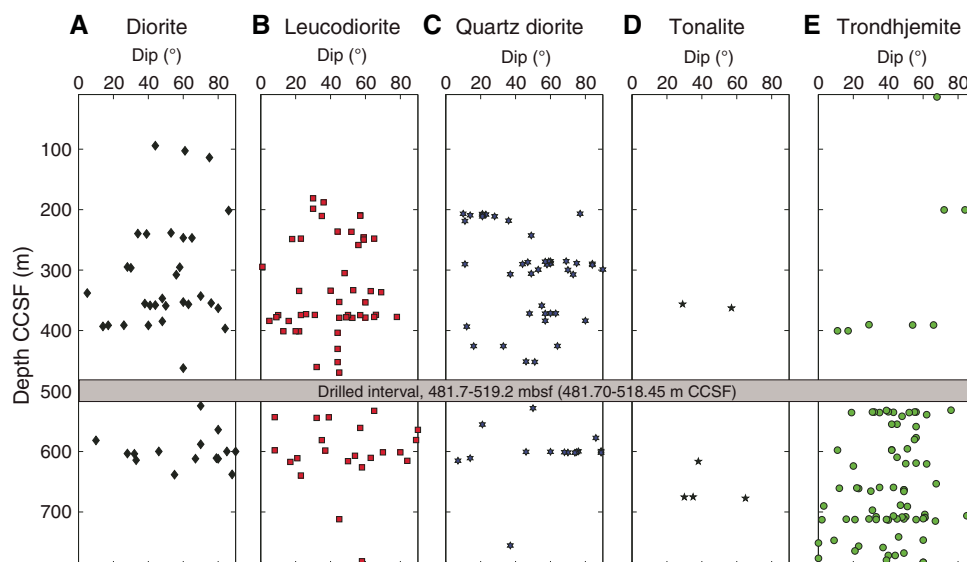 A Diorite B Leucodiorite C Quartz diorite D Tonalite E Trondhjemite
Dip (°) Dip (°) Dip (°) Dip (°) Dip (°)
0 20 40 60 80 0 20 40 60 80 0 20 40 60 80 0 20 40 60 80 0 20 40 60 80
100
200
300
400
500
600
700
Depth CCSF (m)
Drilled interval, 481.7-519.2 mbsf (481.70-518.45 m CCSF)